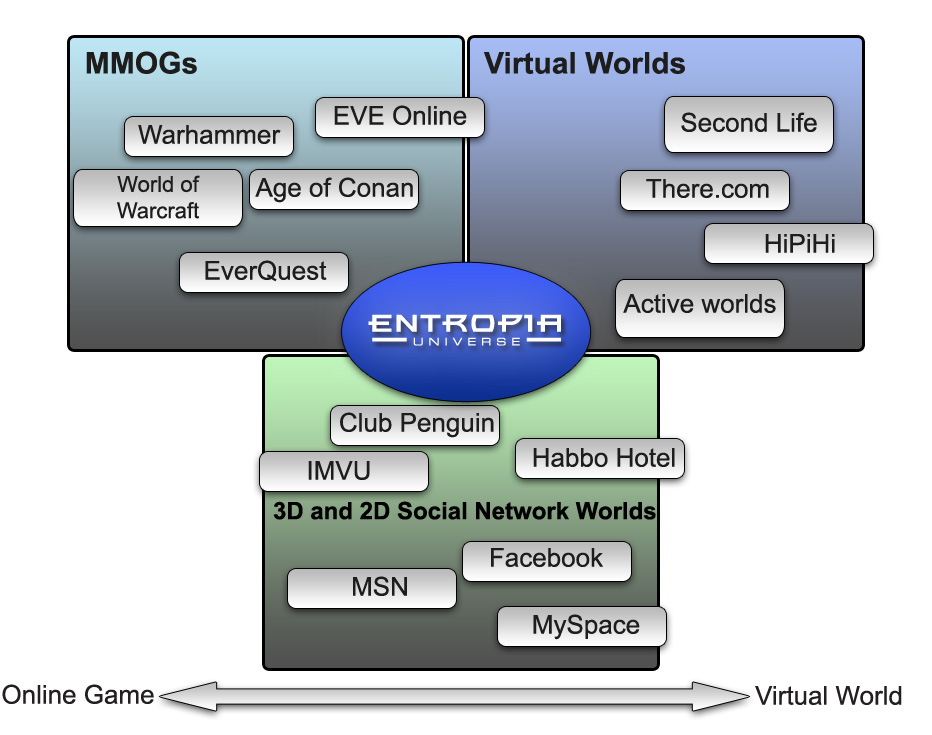 MMOGs
Virtual Worlds
EVE Online
Warhammer
Second Life
World of
Warcraft
Age of Conan
There.com
HiPiHi
EverQuest
Active worlds
ENTROPIA
UNIVERSE
Club Penguin
Habbo Hotel
IMVU
3D and 2D Social Network Worlds
Facebook
MSN
MySpace
Online Game
Virtual World